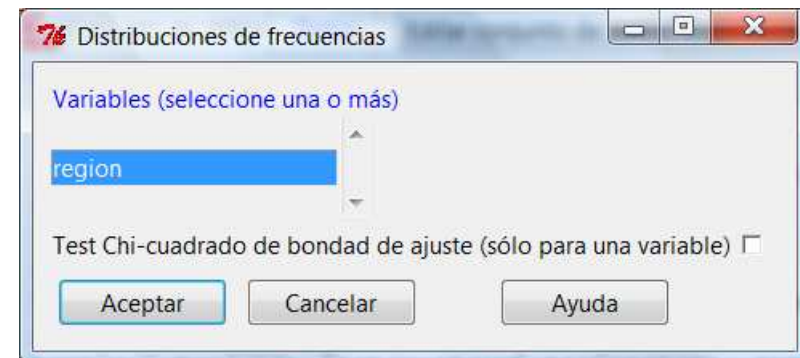 Distribuciones de frecuencias
Variables (seleccione una o más)
region
Test Chi-cuadrado de bondad de ajuste (sólo para una variable)
Aceptar Cancelar Ayuda